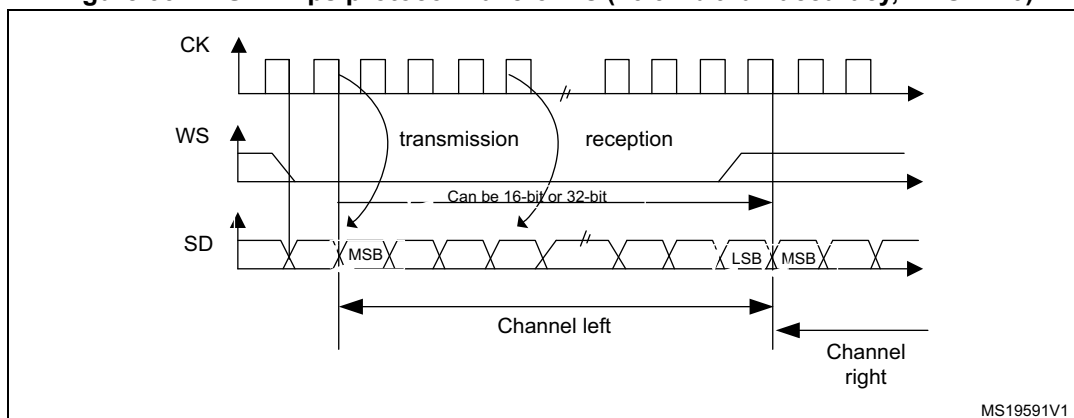 CK
WS
transmission
reception
Can be 16-bit or 32-bit
SD
MSB
LSB
MSB
Channel left
Channel
right
MS19591V1